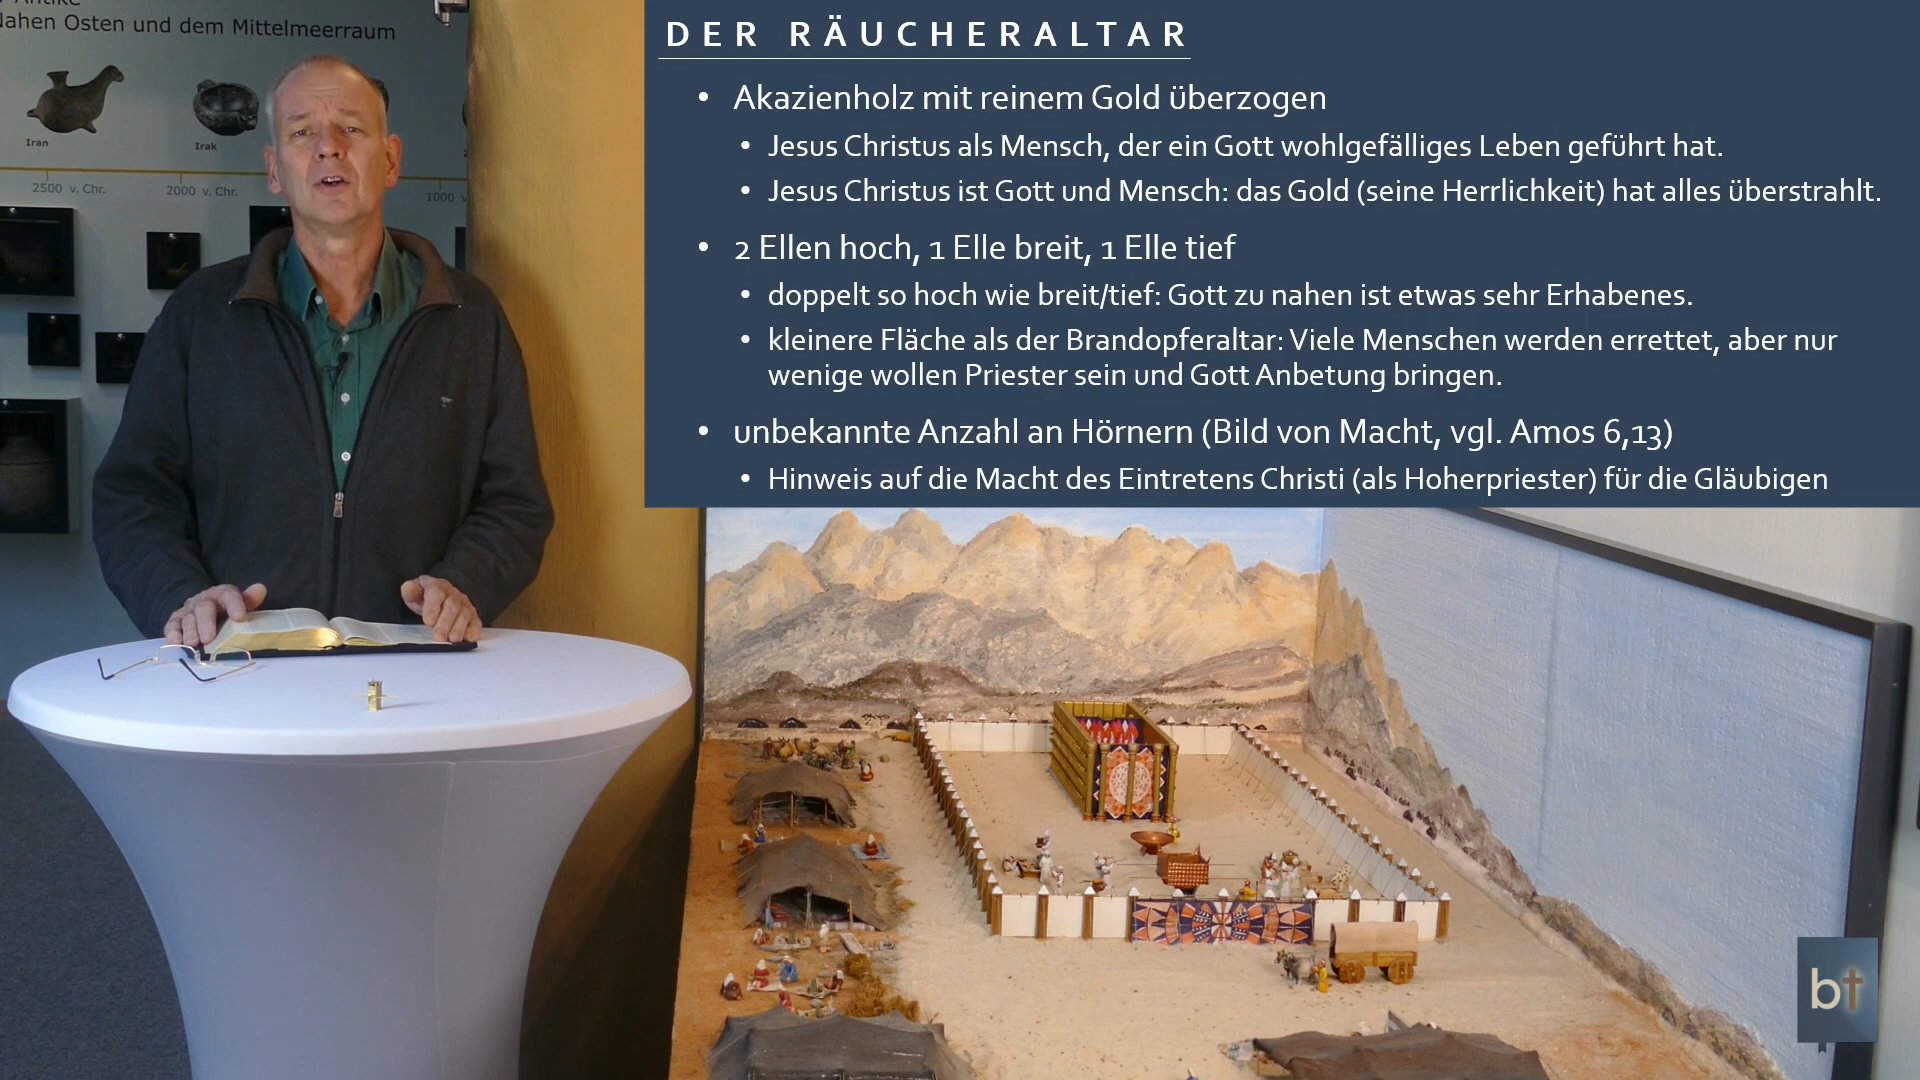 Nahen Osten und dem Mittelmeerraum
Iran
Irak
2500 v. Chr.
2000 v. Chr.
1000 v
DER RÄUCHERALTAR
• Akazienholz mit reinem Gold überzogen
• Jesus Christus als Mensch, der ein Gott wohlgefälliges Leben geführt hat.
• Jesus Christus ist Gott und Mensch: das Gold (seine Herrlichkeit) hat alles überstrahlt.
• 2 Ellen hoch, 1 Elle breit, 1 Elle tief
• doppelt so hoch wie breit/tief: Gott zu nahen ist etwas sehr Erhabenes.
• kleinere Fläche als der Brandopferaltar: Viele Menschen werden errettet, aber nur
wenige wollen Priester sein und Gott Anbetung bringen.
• unbekannte Anzahl an Hörnern (Bild von Macht, vgl. Amos 6,13)
• Hinweis auf die Macht des Eintretens Christi (als Hoherpriester) für die Gläubigen
bt